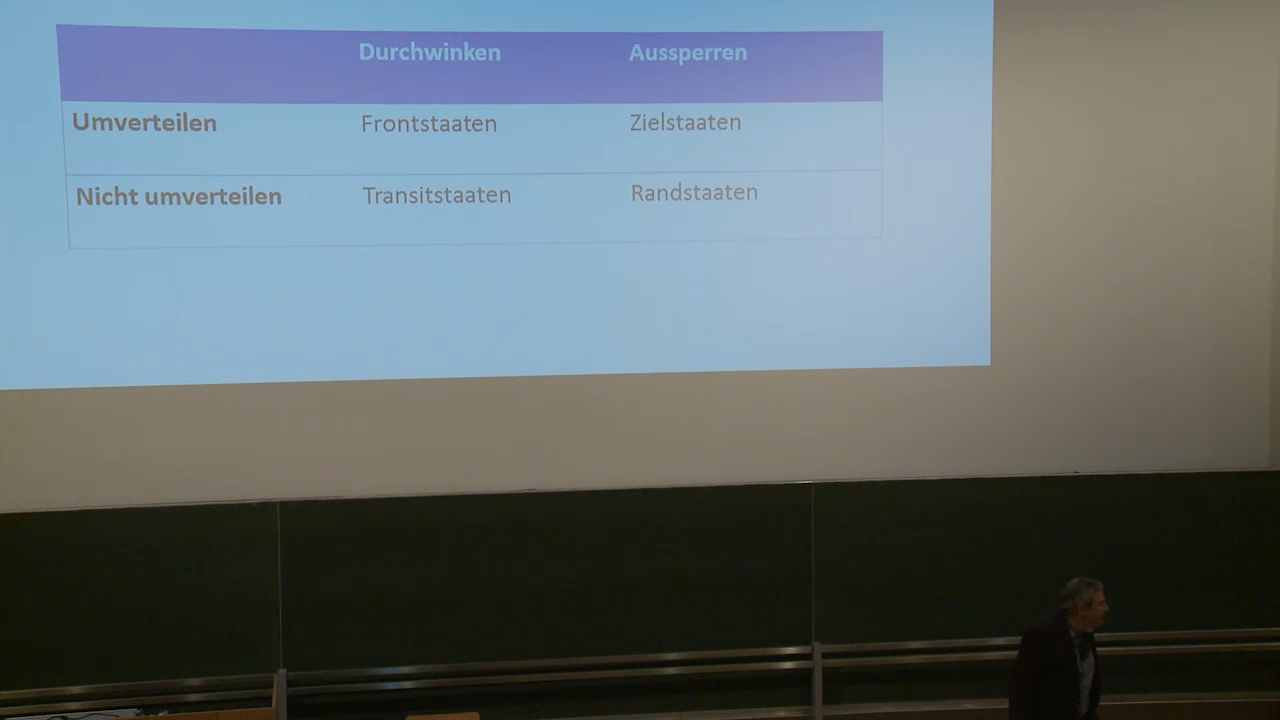 Durchwinken Aussperren
Umverteilen Frontstaaten Zielstaaten
Nicht umverteilen Transitstaaten Randstaaten